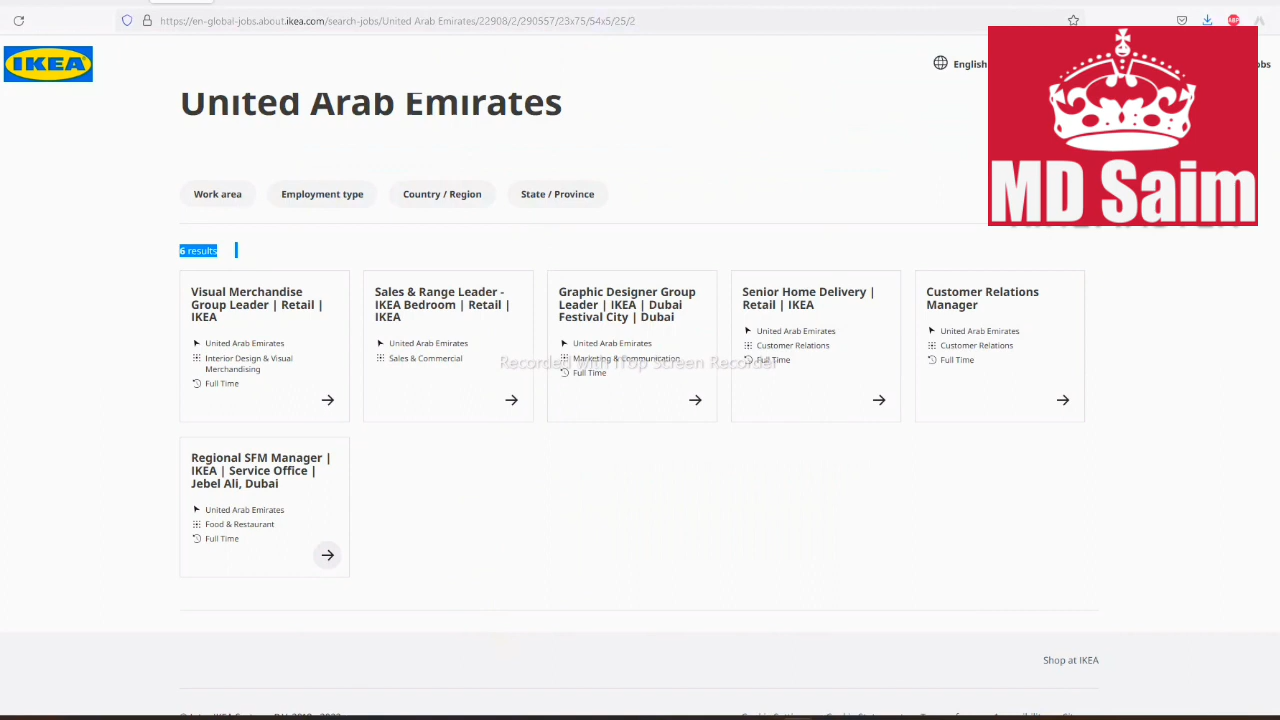 https://en-global-jobs.about.ikea.com/search-jobs/United Arab Emirates/22908/2/290557/23x75/54x5/25/2
IKEA
English
United Arab Emirates
MD Saim
Work area
Employment type
Country / Region
State / Province
6 results
Visual Merchandise
Group Leader | Retail |
IKEA
United Arab Emirates
Interior Design & Visual
Merchandising
Full Time
Sales & Range Leader -
IKEA Bedroom | Retail |
IKEA
United Arab Emirates
Sales & Commercial
Graphic Designer Group
Leader | IKEA | Dubai
Festival City | Dubai
United Arab Emirates
Marketing & Communication
Full Time
Senior Home Delivery |
Retail | IKEA
United Arab Emirates
Customer Relations
Full Time
Customer Relations
Manager
United Arab Emirates
Customer Relations
Full Time
Recorded with iTop Screen Recorder
Regional SFM Manager |
IKEA | Service Office |
Jebel Ali, Dubai
United Arab Emirates
Food & Restaurant
Full Time
Shop at IKEA